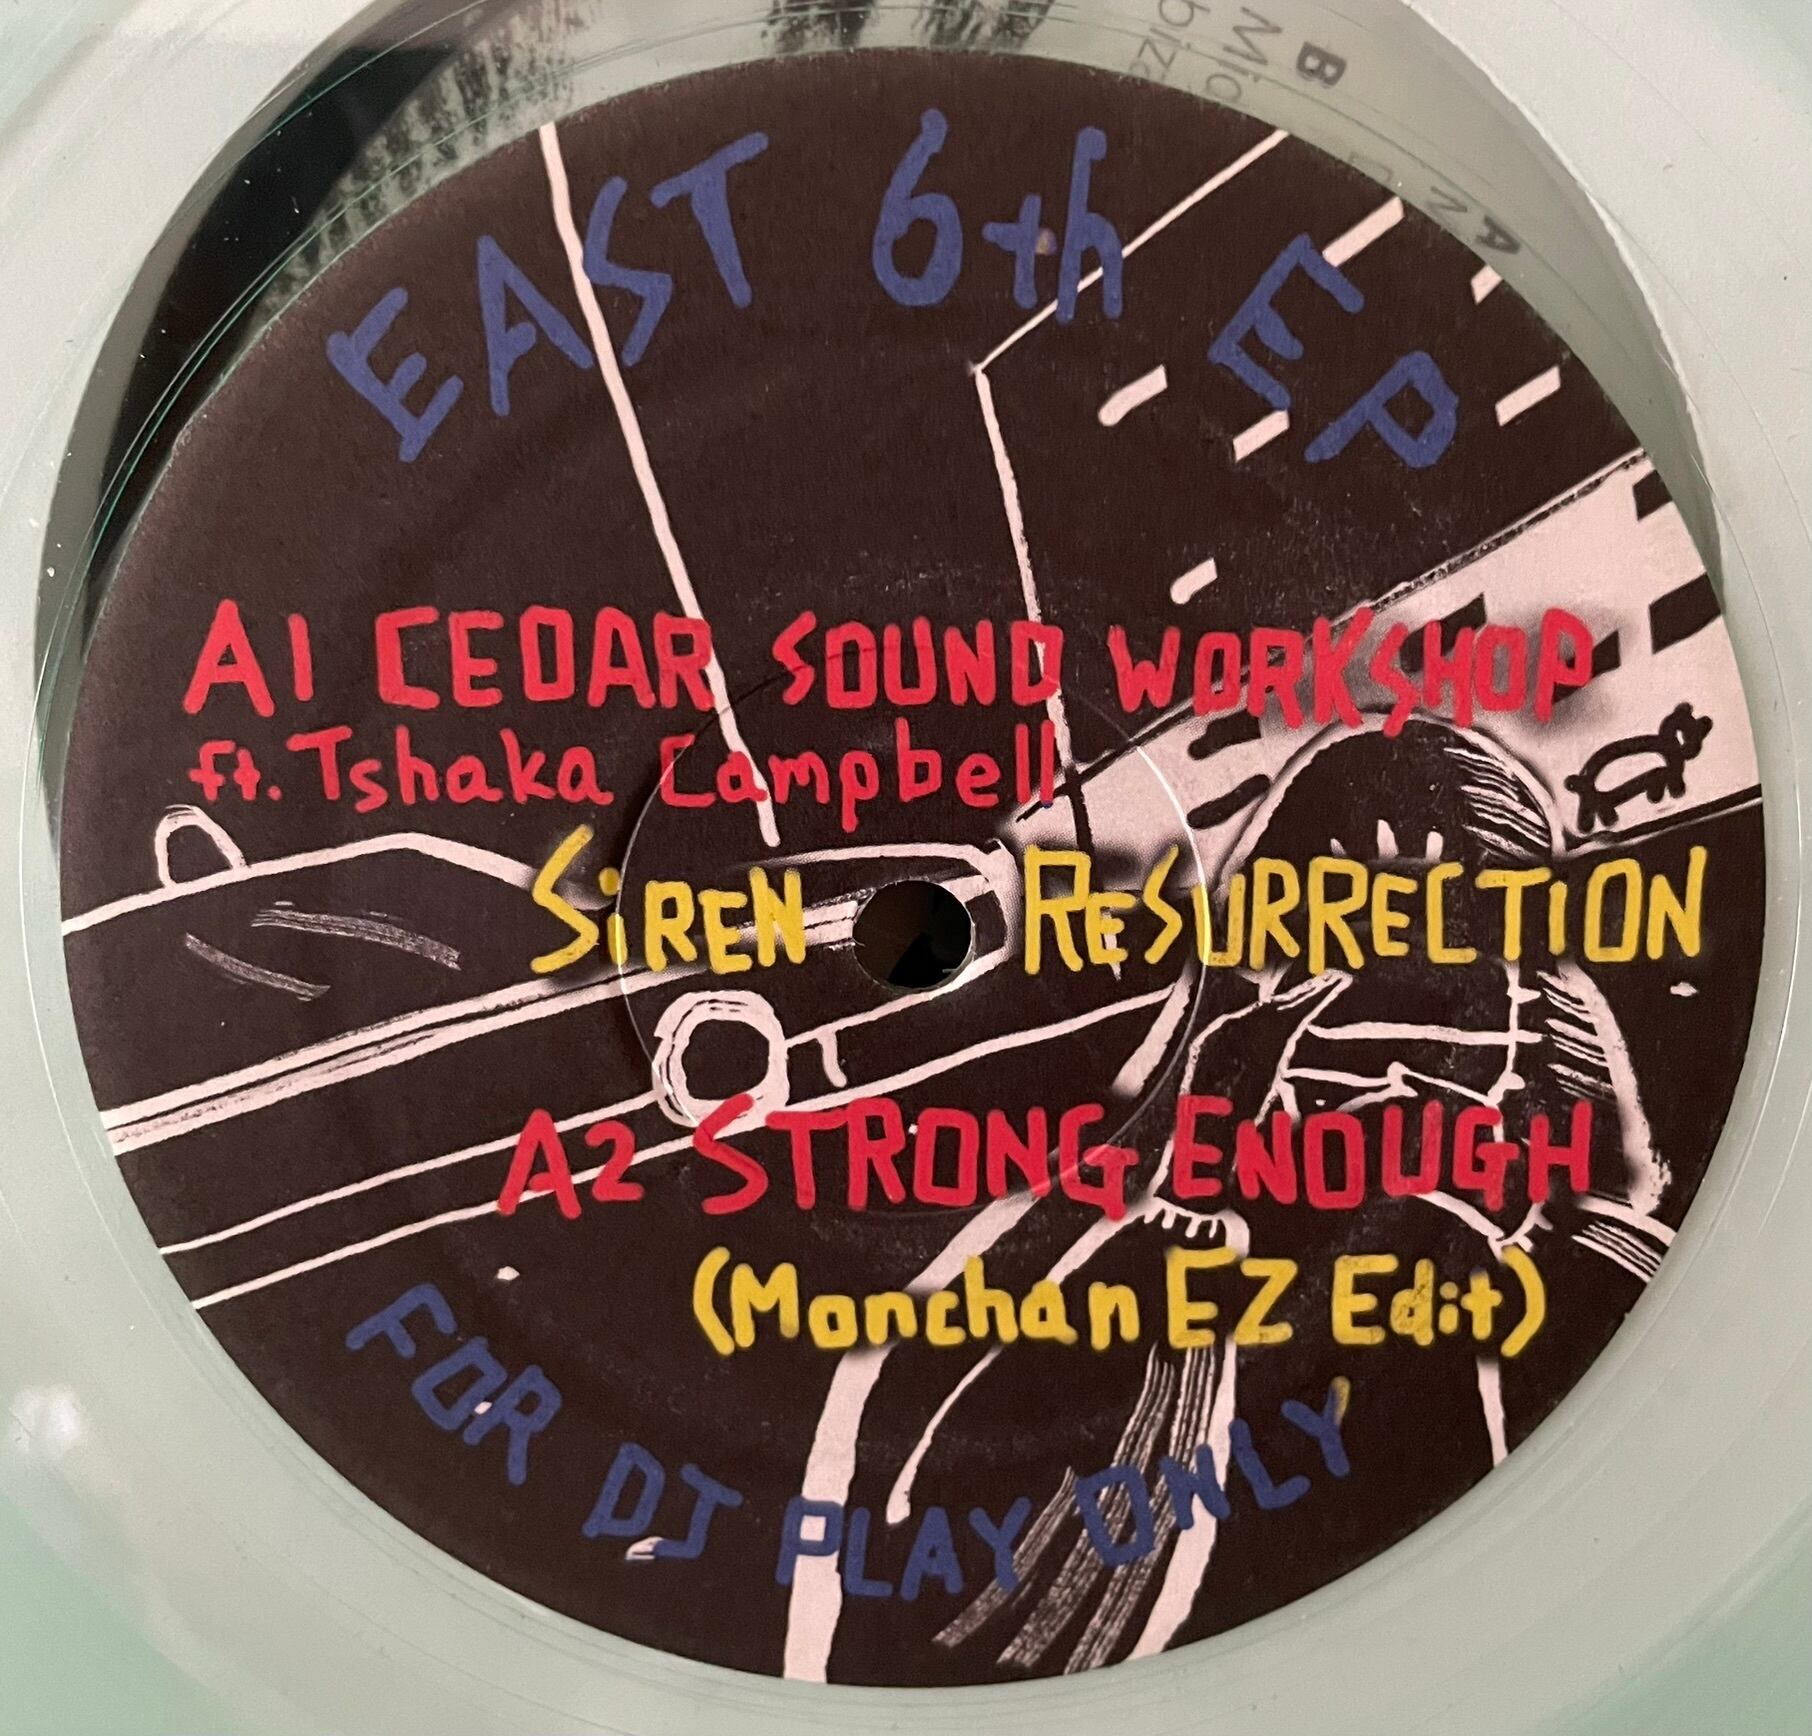 EAST 6th EP
A1 CEDAR SOUND WORKSHOP
ft. Tshaka Campbell
SiREN RESURRECTION
A2 STRONG ENOUGH
(Monchan EZ Edit)
FOR DJ PLAY ONLY
B
A